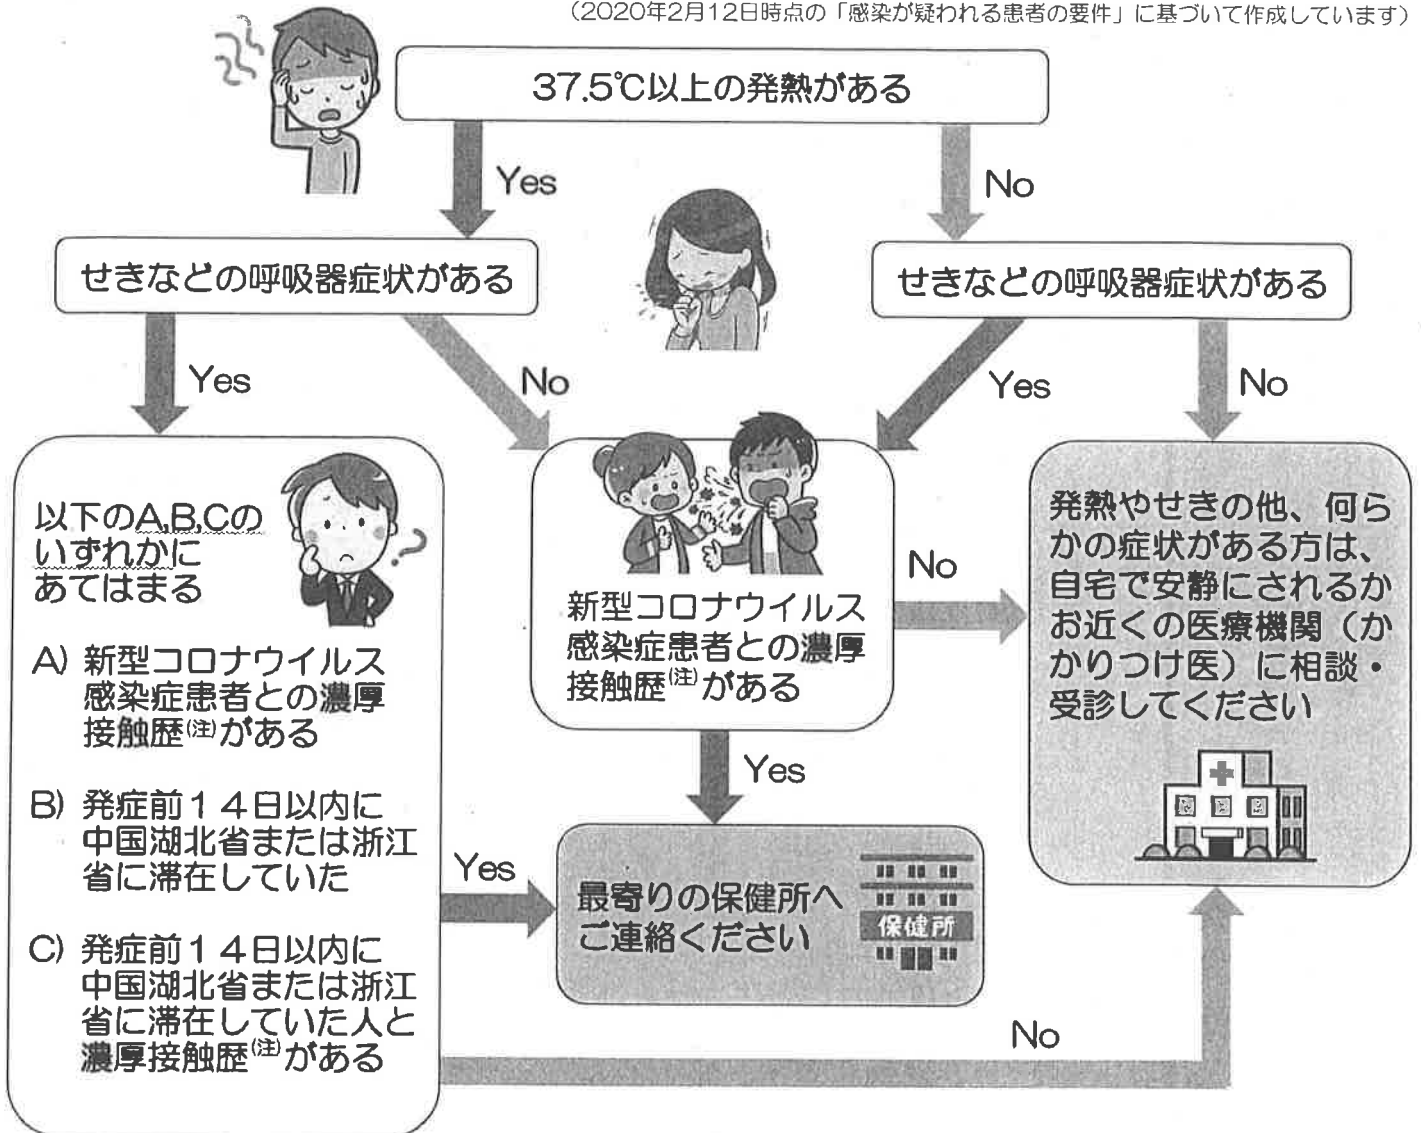 （2020年2月12日時点の「感染が疑われる患者の要件」に基づいて作成しています）
37.5℃以上の発熱がある
Yes
No
せきなどの呼吸器症状がある
せきなどの呼吸器症状がある
Yes
No
Yes
No
以下のA,B,Cの
いずれかに
あてはまる
A) 新型コロナウイルス
感染症患者との濃厚
接触歴(注)がある
B) 発症前１４日以内に
中国湖北省または浙江
省に滞在していた
C) 発症前１４日以内に
中国湖北省または浙江
省に滞在していた人と
濃厚接触歴(注)がある
新型コロナウイルス
感染症患者との濃厚
接触歴(注)がある
No
発熱やせきの他、何ら
かの症状がある方は、
自宅で安静にされるか
お近くの医療機関（か
かりつけ医）に相談・
受診してください
Yes
Yes
最寄りの保健所へ
ご連絡ください
保健所
No